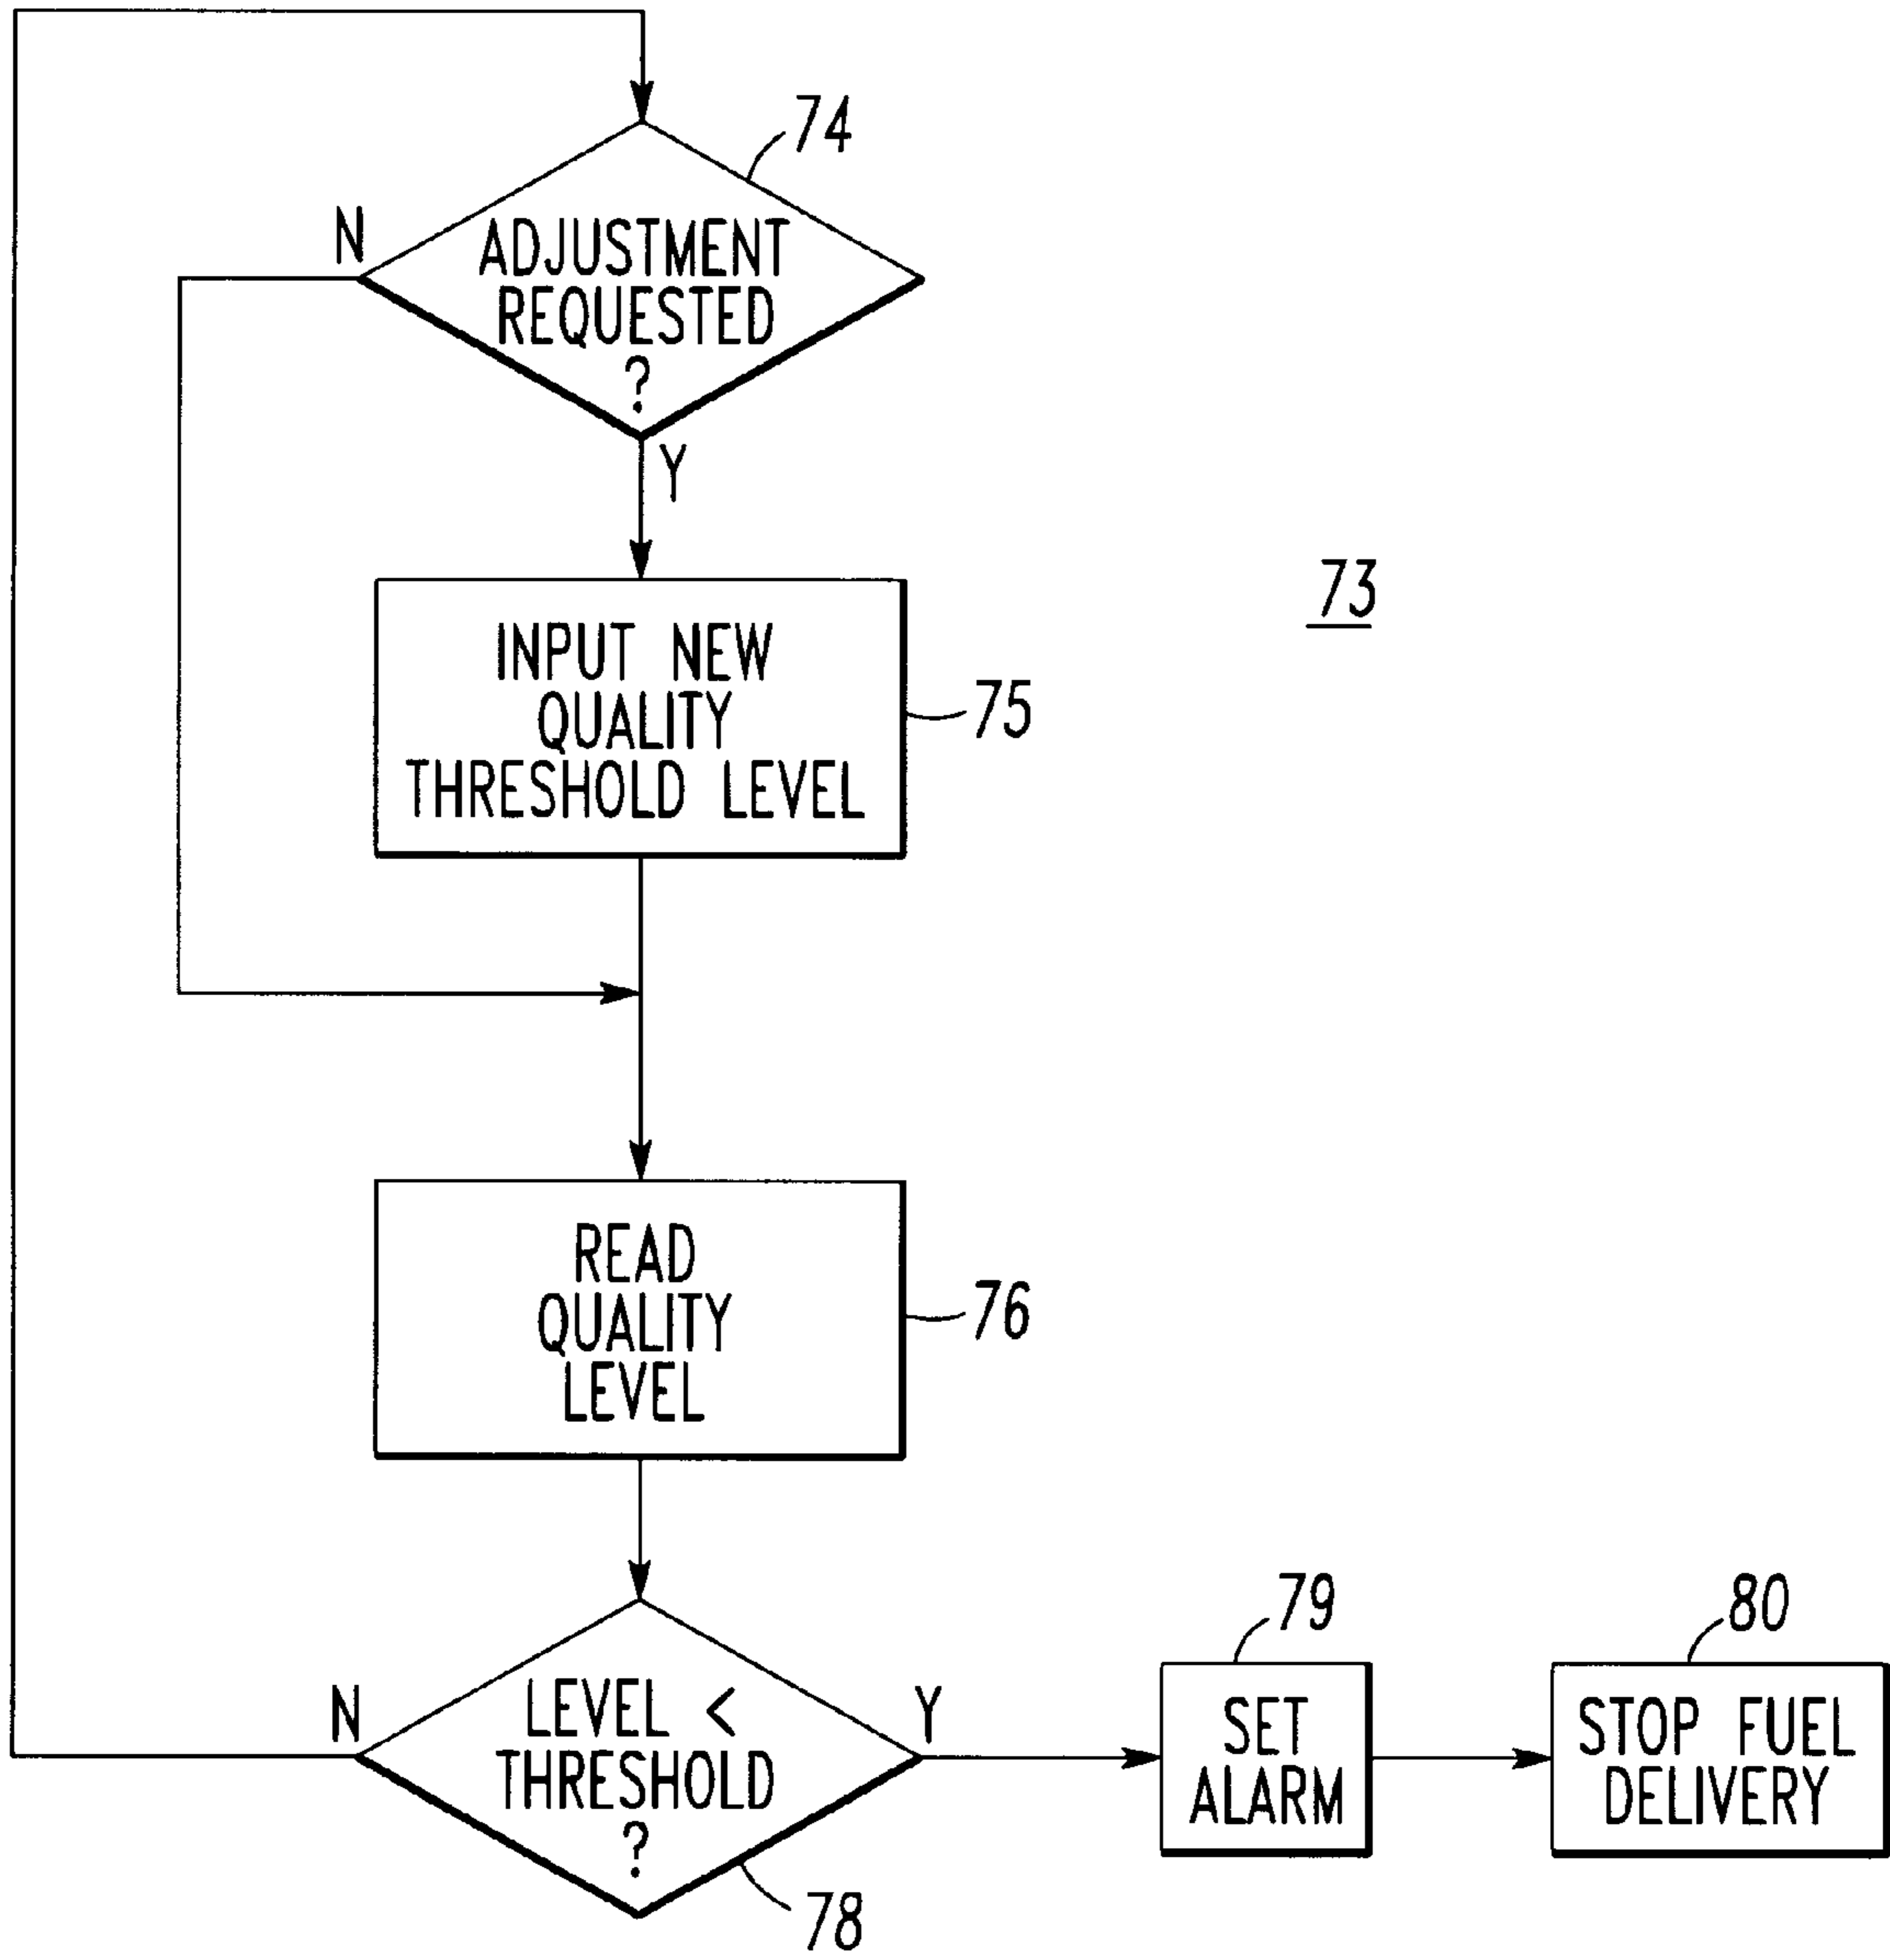 74
N
ADJUSTMENT
REQUESTED
?
Y
73
INPUT NEW
QUALITY
THRESHOLD LEVEL
75
READ
QUALITY
LEVEL
76
N
LEVEL <
THRESHOLD
?
Y
78
79
SET
ALARM
80
STOP FUEL
DELIVERY